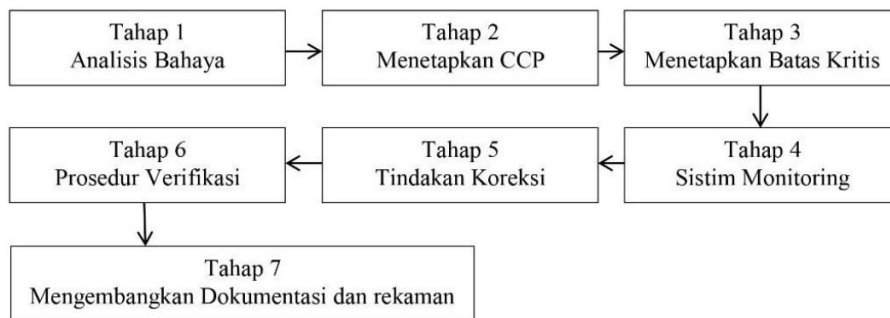 Tahap 1
Analisis Bahaya
Tahap 2
Menetapkan CCP
Tahap 3
Menetapkan Batas Kritis
Tahap 4
Sistim Monitoring
Tahap 5
Tindakan Koreksi
Tahap 6
Prosedur Verifikasi
Tahap 7
Mengembangkan Dokumentasi dan rekaman